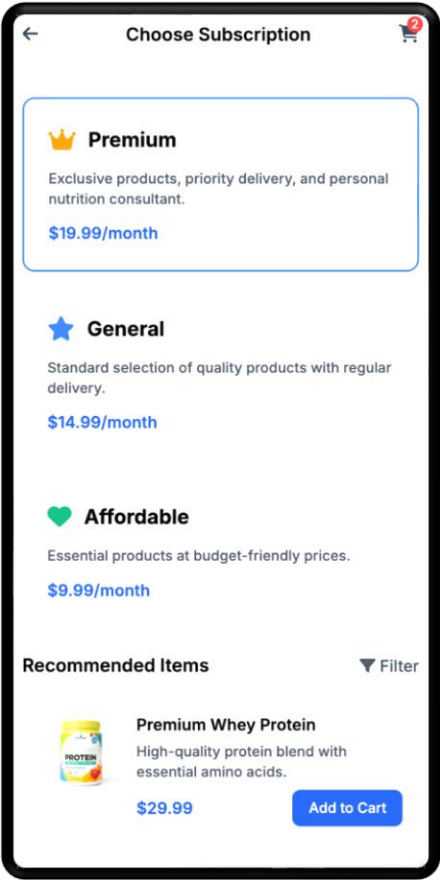 Choose Subscription
2
Premium
Exclusive products, priority delivery, and personal
nutrition consultant.
$19.99/month
General
Standard selection of quality products with regular
delivery.
$14.99/month
Affordable
Essential products at budget-friendly prices.
$9.99/month
Recommended Items
Filter
Premium Whey Protein
PROTEIN
High-quality protein blend with
essential amino acids.
$29.99
Add to Cart